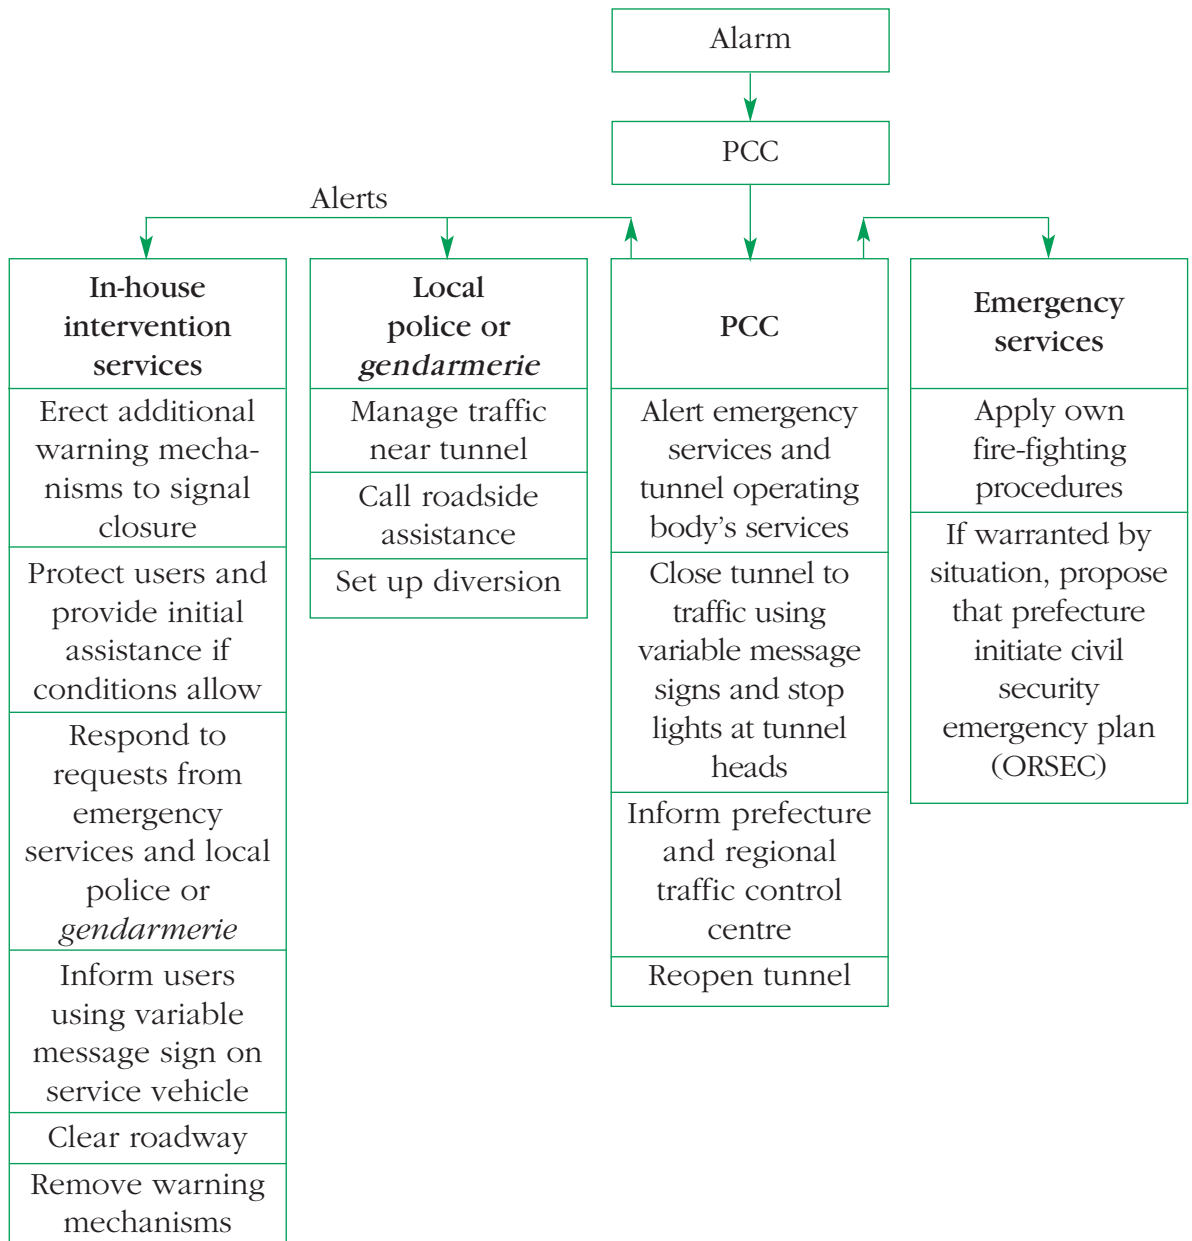 Alarm
PCC
Alerts
In-house
intervention
services
Erect additional
warning mecha-
nisms to signal
closure
Protect users and
provide initial
assistance if
conditions allow
Respond to
requests from
emergency
services and local
police or
gendarmerie
Inform users
using variable
message sign on
service vehicle
Clear roadway
Remove warning
mechanisms
Local
police or
gendarmerie
Manage traffic
near tunnel
Call roadside
assistance
Set up diversion
PCC
Alert emergency
services and
tunnel operating
body’s services
Close tunnel to
traffic using
variable message
signs and stop
lights at tunnel
heads
Inform prefecture
and regional
traffic control
centre
Reopen tunnel
Emergency
services
Apply own
fire-fighting
procedures
If warranted by
situation, propose
that prefecture
initiate civil
security
emergency plan
(ORSEC)